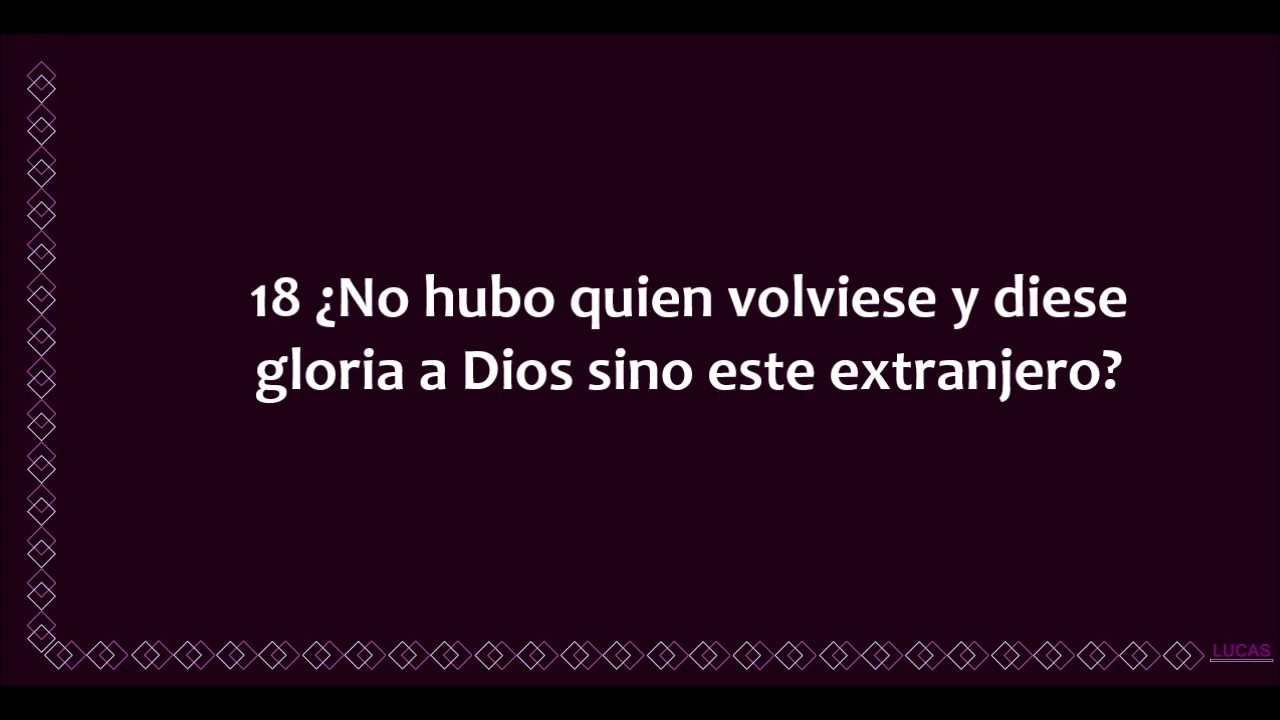 18 ¿No hubo quien volviese y diese
gloria a Dios sino este extranjero?
LUCAS